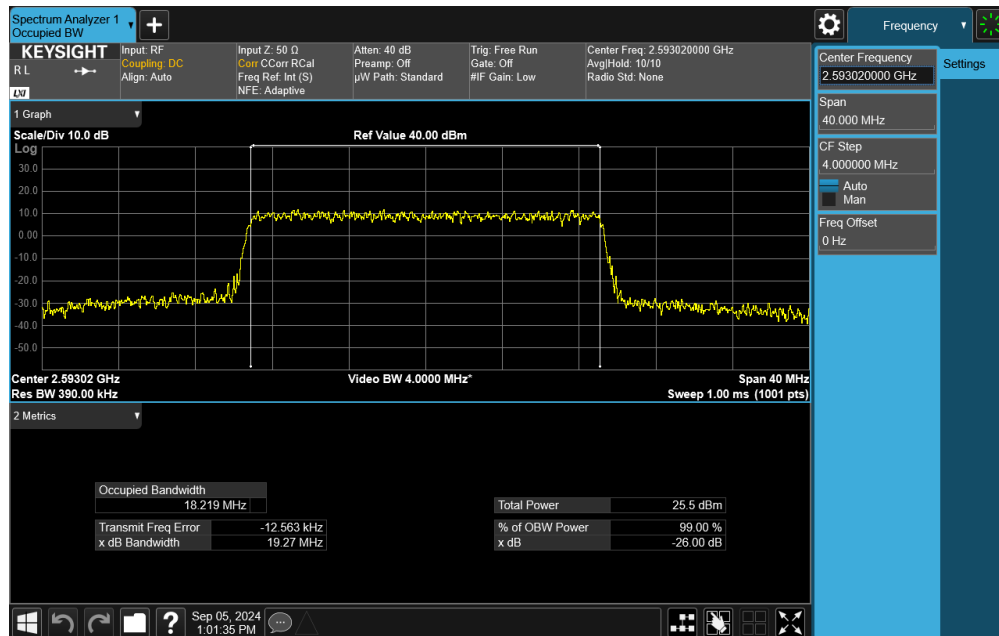 Spectrum Analyzer 1
Occupied BW
Frequency
KEYSIGHT
R L
LXI
Input: RF
Coupling: DC
Align: Auto
Input Z: 50 Ω
Corr CCorr RCal
Freq Ref: Int (S)
NFE: Adaptive
Atten: 40 dB
Preamp: Off
µW Path: Standard
Trig: Free Run
Gate: Off
#IF Gain: Low
Center Freq: 2.593020000 GHz
Avg|Hold: 10/10
Radio Std: None
Center Frequency
2.593020000 GHz
Settings
Span
40.000 MHz
CF Step
4.000000 MHz
Auto
Man
Freq Offset
0 Hz
1 Graph
Scale/Div 10.0 dB
Ref Value 40.00 dBm
Log
30.0
20.0
10.0
0.00
-10.0
-20.0
-30.0
-40.0
-50.0
Center 2.59302 GHz
Video BW 4.0000 MHz*
Span 40 MHz
Res BW 390.00 kHz
Sweep 1.00 ms (1001 pts)
2 Metrics
Occupied Bandwidth
18.219 MHz
Total Power 25.5 dBm
Transmit Freq Error -12.563 kHz
% of OBW Power 99.00 %
x dB Bandwidth 19.27 MHz
x dB -26.00 dB
?
Sep 05, 2024
1:01:35 PM